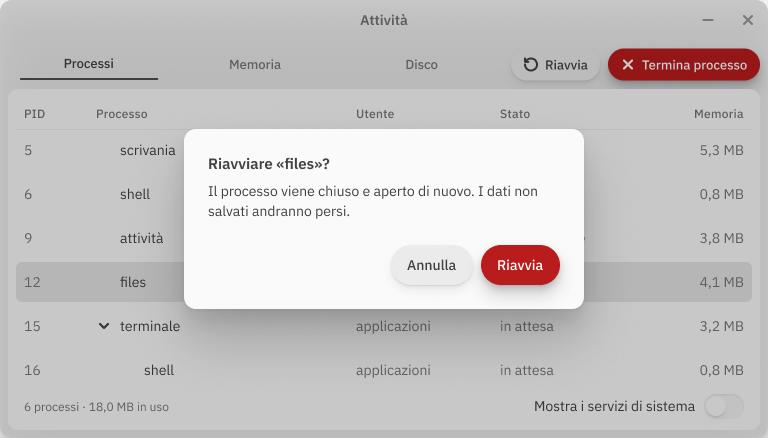 Attività
Processi Memoria Disco Riavvia Termina processo
PID Processo Utente Stato Memoria
5 scrivania 5,3 MB
6 shell 0,8 MB
9 attività 3,8 MB
12 files 4,1 MB
Riavviare «files»?
Il processo viene chiuso e aperto di nuovo. I dati non
salvati andranno persi.
Annulla Riavvia
15 terminale applicazioni in attesa 3,2 MB
16 shell applicazioni in attesa 0,8 MB
6 processi · 18,0 MB in uso Mostra i servizi di sistema